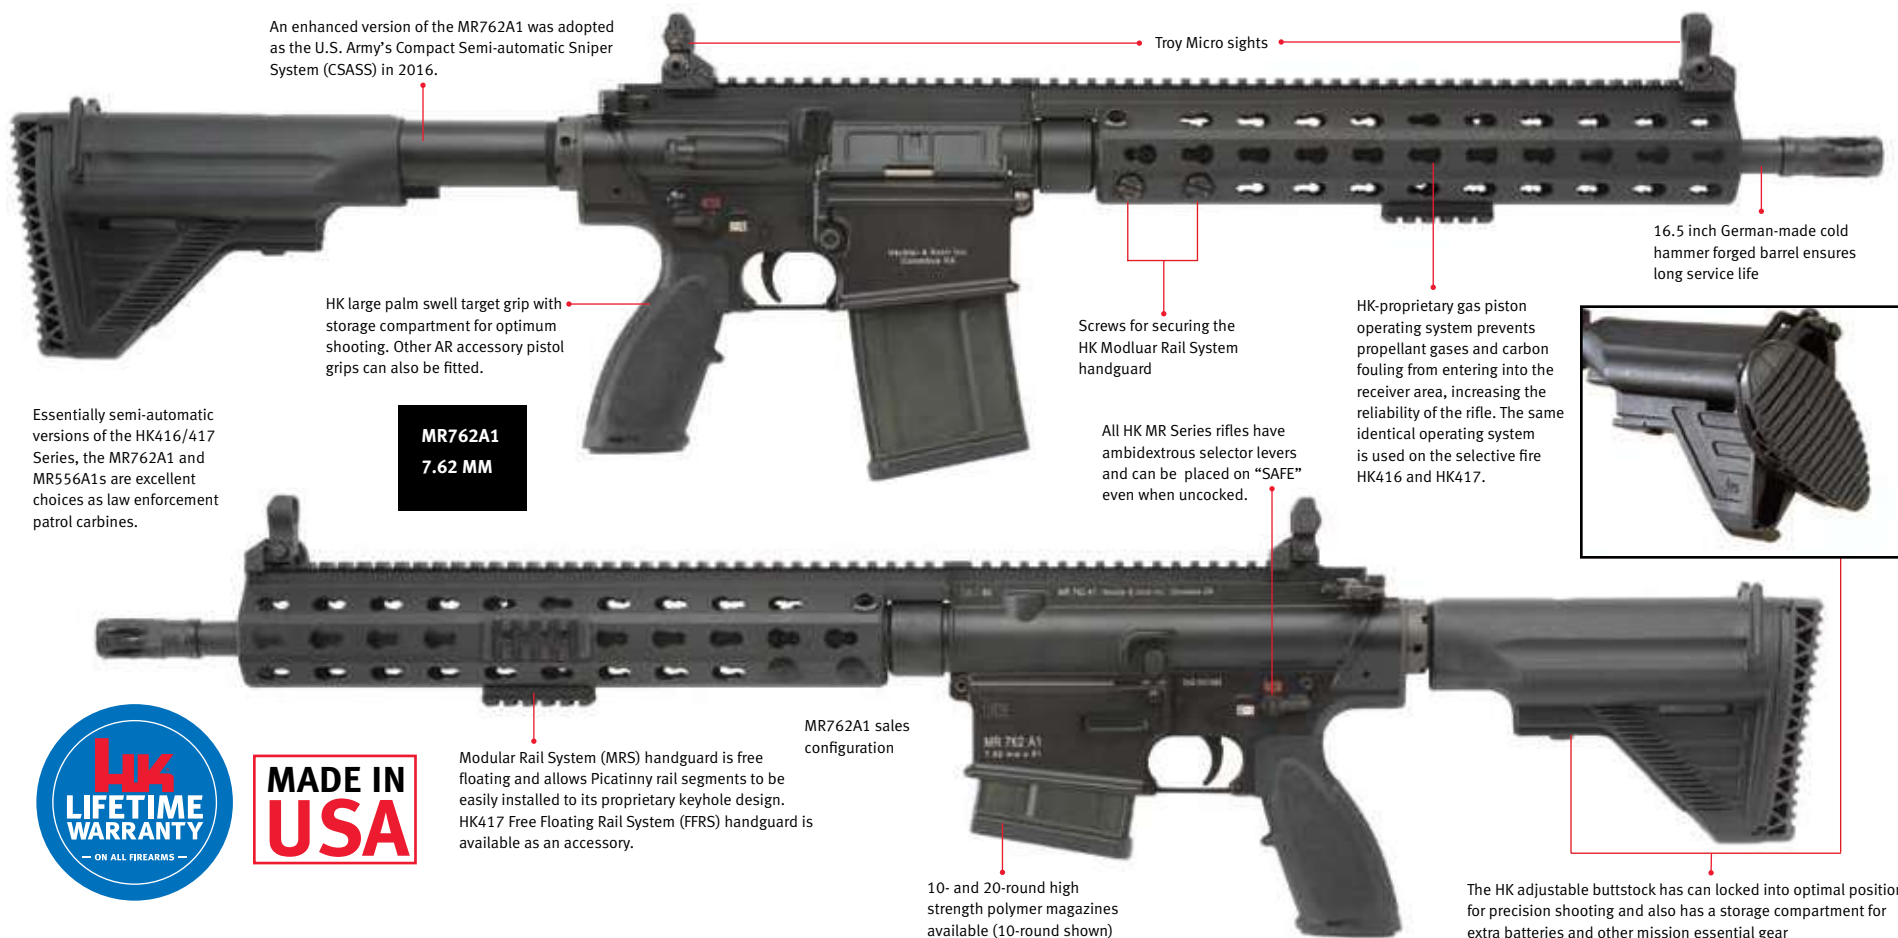 An enhanced version of the MR762A1 was adopted
as the U.S. Army’s Compact Semi-automatic Sniper
System (CSASS) in 2016.
Troy Micro sights
16.5 inch German-made cold
hammer forged barrel ensures
long service life
HK large palm swell target grip with
storage compartment for optimum
shooting. Other AR accessory pistol
grips can also be fitted.
Screws for securing the
HK Modluar Rail System
handguard
HK-proprietary gas piston
operating system prevents
propellant gases and carbon
fouling from entering into the
receiver area, increasing the
reliability of the rifle. The same
identical operating system
is used on the selective fire
HK416 and HK417.
Essentially semi-automatic
versions of the HK416/417
Series, the MR762A1 and
MR556A1s are excellent
choices as law enforcement
patrol carbines.
MR762A1
7.62 MM
All HK MR Series rifles have
ambidextrous selector levers
and can be placed on “SAFE”
even when uncocked.
HK
LIFETIME
WARRANTY
— ON ALL FIREARMS —
MADE IN
USA
Modular Rail System (MRS) handguard is free
floating and allows Picatinny rail segments to be
easily installed to its proprietary keyhole design.
HK417 Free Floating Rail System (FFRS) handguard is
available as an accessory.
MR762A1 sales
configuration
MR 762 A1
10- and 20-round high
strength polymer magazines
available (10-round shown)
The HK adjustable buttstock has can locked into optimal position
for precision shooting and also has a storage compartment for
extra batteries and other mission essential gear